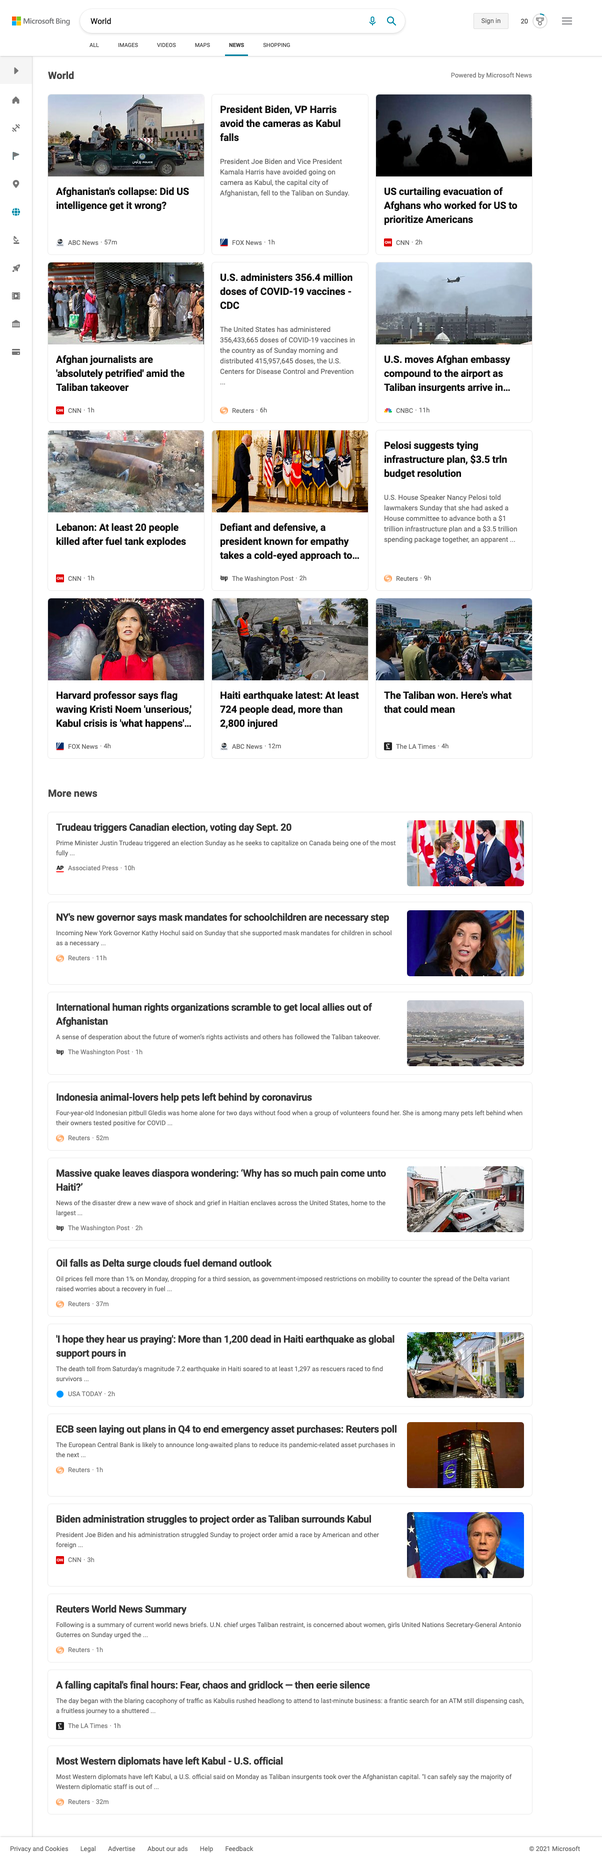 Microsoft Bing
World
Sign in
20
ALL
IMAGES
VIDEOS
MAPS
NEWS
SHOPPING
World
Powered by Microsoft News
Afghanistan's collapse: Did US
intelligence get it wrong?
ABC News · 57m
President Biden, VP Harris
avoid the cameras as Kabul
falls
President Joe Biden and Vice President
Kamala Harris have avoided going on
camera as Kabul, the capital city of
Afghanistan, fell to the Taliban on Sunday.
FOX News · 1h
US curtailing evacuation of
Afghans who worked for US to
prioritize Americans
CNN · 2h
Afghan journalists are
'absolutely petrified' amid the
Taliban takeover
CNN · 1h
U.S. administers 356.4 million
doses of COVID-19 vaccines -
CDC
The United States has administered
356,433,665 doses of COVID-19 vaccines in
the country as of Sunday morning and
distributed 415,957,645 doses, the U.S.
Centers for Disease Control and Prevention
...
Reuters · 6h
U.S. moves Afghan embassy
compound to the airport as
Taliban insurgents arrive in...
CNBC · 11h
Lebanon: At least 20 people
killed after fuel tank explodes
CNN · 1h
Defiant and defensive, a
president known for empathy
takes a cold-eyed approach to...
The Washington Post · 2h
Pelosi suggests tying
infrastructure plan, $3.5 trln
budget resolution
U.S. House Speaker Nancy Pelosi told
lawmakers Sunday that she had asked a
House committee to advance both a $1
trillion infrastructure plan and a $3.5 trillion
spending package together, an apparent ...
Reuters · 9h
Harvard professor says flag
waving Kristi Noem 'unserious,'
Kabul crisis is 'what happens'...
FOX News · 4h
Haiti earthquake latest: At least
724 people dead, more than
2,800 injured
ABC News · 12m
The Taliban won. Here's what
that could mean
The LA Times · 4h
More news
Trudeau triggers Canadian election, voting day Sept. 20
Prime Minister Justin Trudeau triggered an election Sunday as he seeks to capitalize on Canada being one of the most
fully ...
AP Associated Press · 10h
NY's new governor says mask mandates for schoolchildren are necessary step
Incoming New York Governor Kathy Hochul said on Sunday that she supported mask mandates for children in school
as a necessary ...
Reuters · 11h
International human rights organizations scramble to get local allies out of
Afghanistan
A sense of desperation about the future of women's rights activists and others has followed the Taliban takeover.
The Washington Post · 1h
Indonesia animal-lovers help pets left behind by coronavirus
Four-year-old Indonesian pitbull Gledis was home alone for two days without food when a group of volunteers found her. She is among many pets left behind when
their owners tested positive for COVID ...
Reuters · 52m
Massive quake leaves diaspora wondering: 'Why has so much pain come unto
Haiti?'
News of the disaster drew a new wave of shock and grief in Haitian enclaves across the United States, home to the
largest ...
The Washington Post · 2h
Oil falls as Delta surge clouds fuel demand outlook
Oil prices fell more than 1% on Monday, dropping for a third session, as government-imposed restrictions on mobility to counter the spread of the Delta variant
raised worries about a recovery in fuel ...
Reuters · 37m
'I hope they hear us praying': More than 1,200 dead in Haiti earthquake as global
support pours in
The death toll from Saturday's magnitude 7.2 earthquake in Haiti soared to at least 1,297 as rescuers raced to find
survivors ...
USA TODAY · 2h
ECB seen laying out plans in Q4 to end emergency asset purchases: Reuters poll
The European Central Bank is likely to announce long-awaited plans to reduce its pandemic-related asset purchases in
the next ...
Reuters · 1h
Biden administration struggles to project order as Taliban surrounds Kabul
President Joe Biden and his administration struggled Sunday to project order amid a race by American and other
foreign ...
CNN · 3h
Reuters World News Summary
Following is a summary of current world news briefs. U.N. chief urges Taliban restraint, is concerned about women, girls United Nations Secretary-General Antonio
Guterres on Sunday urged the ...
Reuters · 1h
A falling capital's final hours: Fear, chaos and gridlock — then eerie silence
The day began with the blaring cacophony of traffic as Kabulis rushed headlong to attend to last-minute business: a frantic search for an ATM still dispensing cash,
a fruitless journey to a shuttered ...
The LA Times · 1h
Most Western diplomats have left Kabul - U.S. official
Most Western diplomats have left Kabul, a U.S. official said on Monday as Taliban insurgents took over the Afghanistan capital. "I can safely say the majority of
Western diplomatic staff is out of ...
Reuters · 32m
Privacy and Cookies
Legal
Advertise
About our ads
Help
Feedback
© 2021 Microsoft